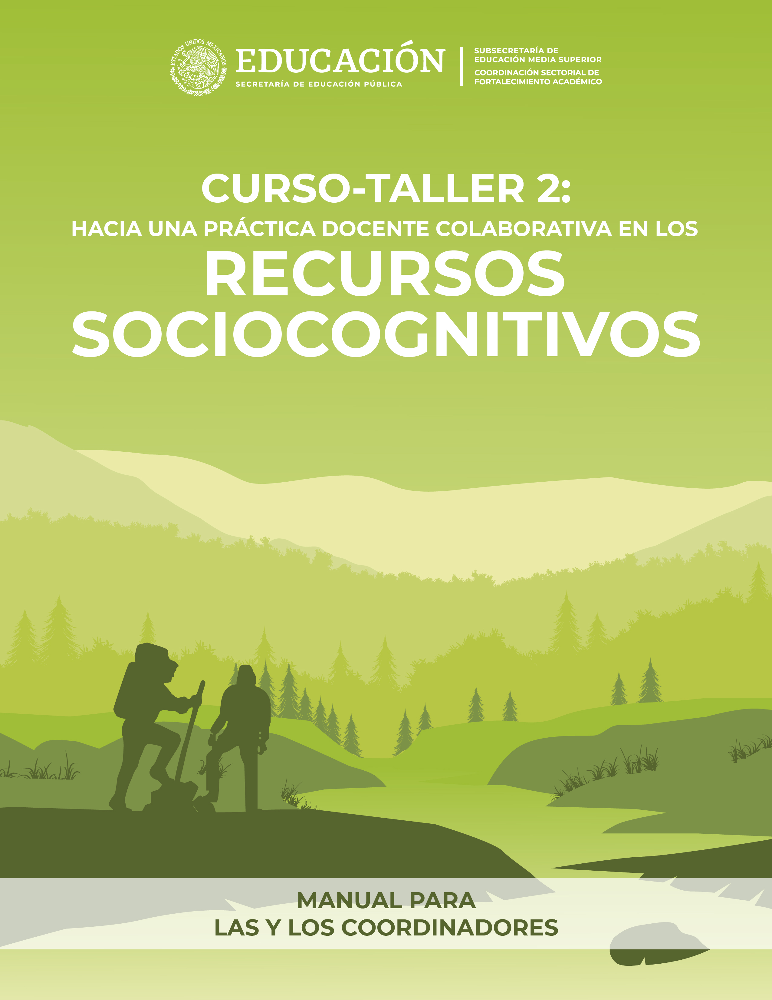 ESTADOS UNIDOS MEXICANOS
EDUCACIÓN
SECRETARÍA DE EDUCACIÓN PÚBLICA
SUBSECRETARÍA DE
EDUCACIÓN MEDIA SUPERIOR
COORDINACIÓN SECTORIAL DE
FORTALECIMIENTO ACADÉMICO
CURSO-TALLER 2:
HACIA UNA PRÁCTICA DOCENTE COLABORATIVA EN LOS
RECURSOS
SOCIOCOGNITIVOS
MANUAL PARA
LAS Y LOS COORDINADORES